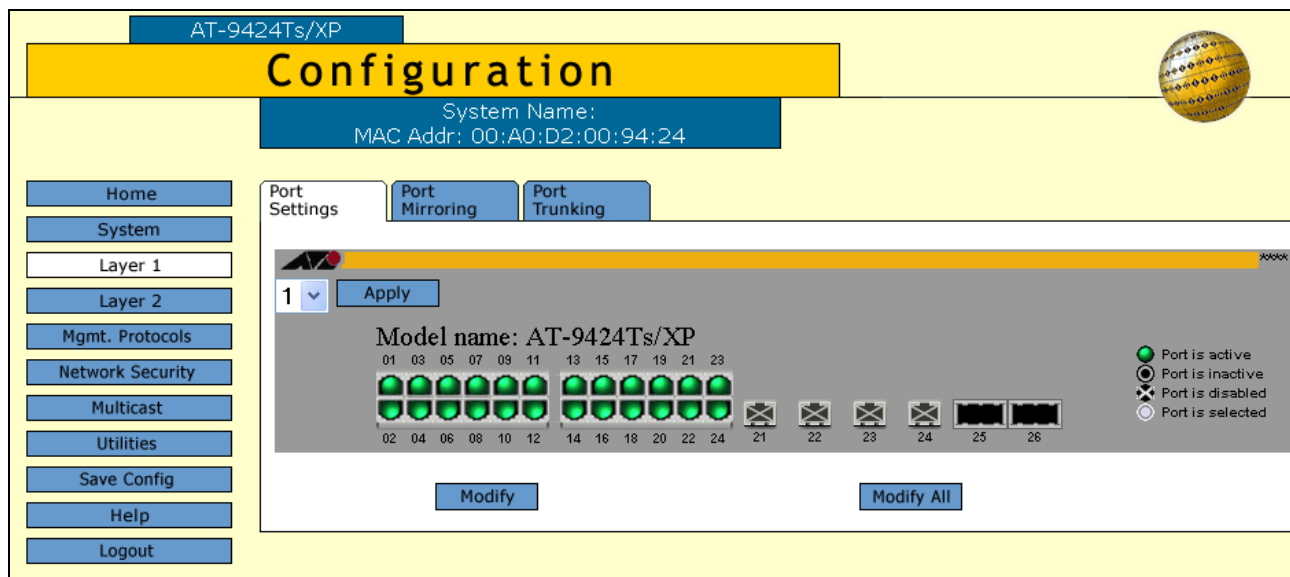 AT-9424Ts/XP
Configuration
System Name:
MAC Addr: 00:A0:D2:00:94:24
Home
System
Layer 1
Layer 2
Mgmt. Protocols
Network Security
Multicast
Utilities
Save Config
Help
Logout
Port
Settings
Port
Mirroring
Port
Trunking
****
1
Apply
Model name: AT-9424Ts/XP
01 03 05 07 09 11 13 15 17 19 21 23
02 04 06 08 10 12 14 16 18 20 22 24 21 22 23 24 25 26
Port is active
Port is inactive
Port is disabled
Port is selected
Modify
Modify All